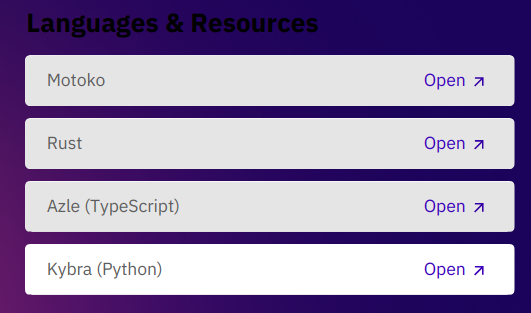 Languages & Resources
Motoko Open ↗
Rust Open ↗
Azle (TypeScript) Open ↗
Kybra (Python) Open ↗